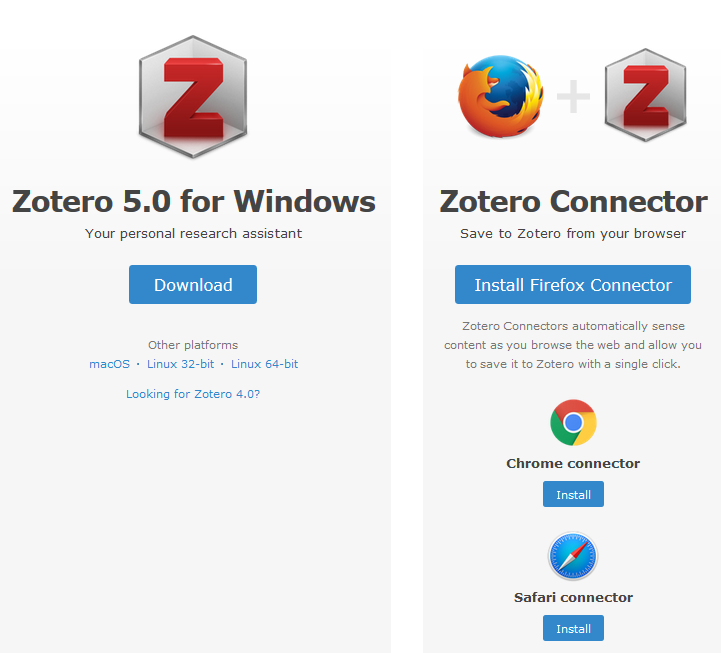 Zotero 5.0 for Windows
Your personal research assistant
Download
Other platforms
macOS · Linux 32-bit · Linux 64-bit
Looking for Zotero 4.0?
Zotero Connector
Save to Zotero from your browser
Install Firefox Connector
Zotero Connectors automatically sense
content as you browse the web and allow you
to save it to Zotero with a single click.
Chrome connector
Install
Safari connector
Install